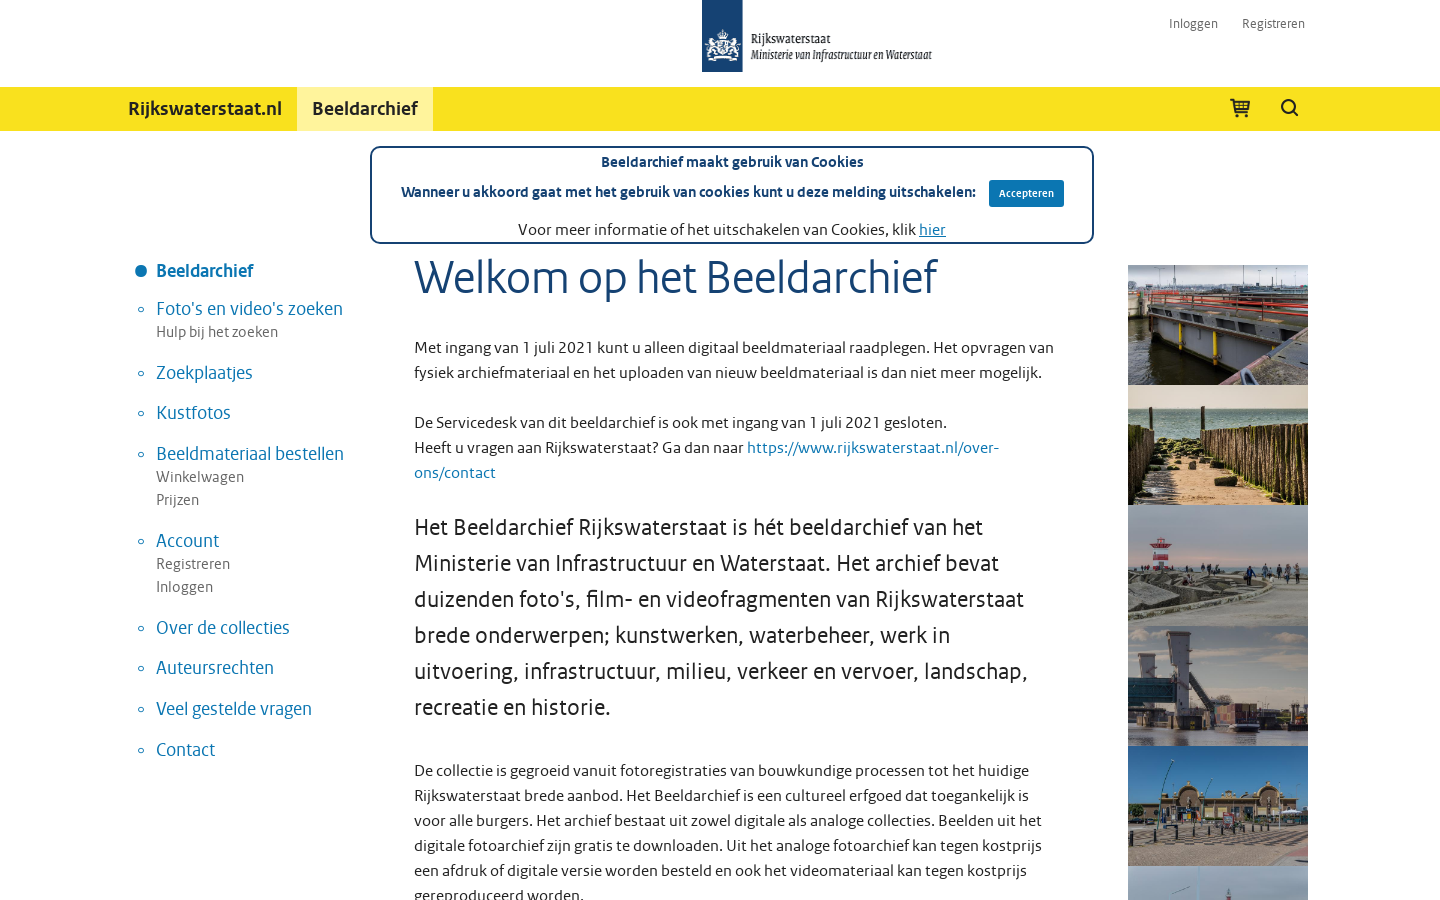 Inloggen Registreren
Rijkswaterstaat
Ministerie van Infrastructuur en Waterstaat
Rijkswaterstaat.nl Beeldarchief
Beeldarchief maakt gebruik van Cookies
Wanneer u akkoord gaat met het gebruik van cookies kunt u deze melding uitschakelen: Accepteren
Voor meer informatie of het uitschakelen van Cookies, klik hier
Beeldarchief
Foto's en video's zoeken
Hulp bij het zoeken
Zoekplaatjes
Kustfotos
Beeldmateriaal bestellen
Winkelwagen
Prijzen
Account
Registreren
Inloggen
Over de collecties
Auteursrechten
Veel gestelde vragen
Contact
Welkom op het Beeldarchief
Met ingang van 1 juli 2021 kunt u alleen digitaal beeldmateriaal raadplegen. Het opvragen van
fysiek archiefmateriaal en het uploaden van nieuw beeldmateriaal is dan niet meer mogelijk.
De Servicedesk van dit beeldarchief is ook met ingang van 1 juli 2021 gesloten.
Heeft u vragen aan Rijkswaterstaat? Ga dan naar https://www.rijkswaterstaat.nl/over-
ons/contact
Het Beeldarchief Rijkswaterstaat is hét beeldarchief van het
Ministerie van Infrastructuur en Waterstaat. Het archief bevat
duizenden foto's, film- en videofragmenten van Rijkswaterstaat
brede onderwerpen; kunstwerken, waterbeheer, werk in
uitvoering, infrastructuur, milieu, verkeer en vervoer, landschap,
recreatie en historie.
De collectie is gegroeid vanuit fotoregistraties van bouwkundige processen tot het huidige
Rijkswaterstaat brede aanbod. Het Beeldarchief is een cultureel erfgoed dat toegankelijk is
voor alle burgers. Het archief bestaat uit zowel digitale als analoge collecties. Beelden uit het
digitale fotoarchief zijn gratis te downloaden. Uit het analoge fotoarchief kan tegen kostprijs
een afdruk of digitale versie worden besteld en ook het videomateriaal kan tegen kostprijs
gereproduceerd worden.